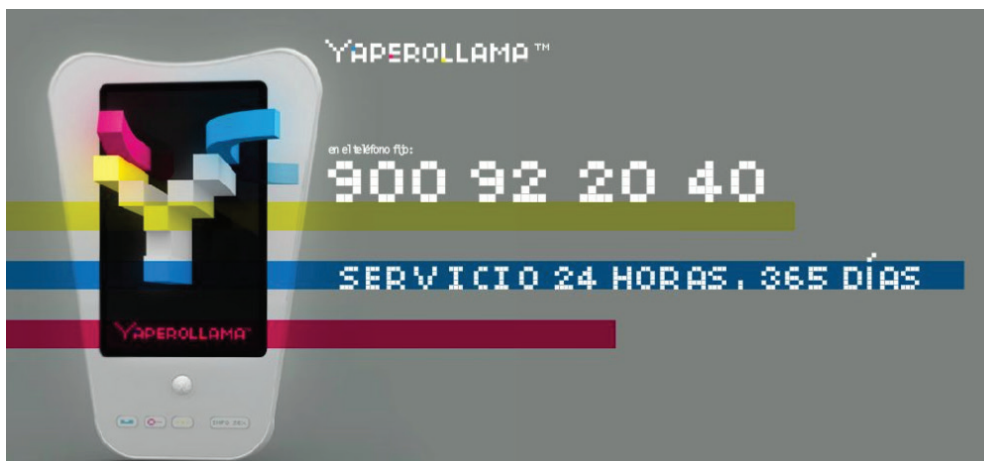 YAPEROLLAMA™
en el teléfono fijo:
900 92 20 40
SERVICIO 24 HORAS, 365 DÍAS
YAPEROLLAMA™